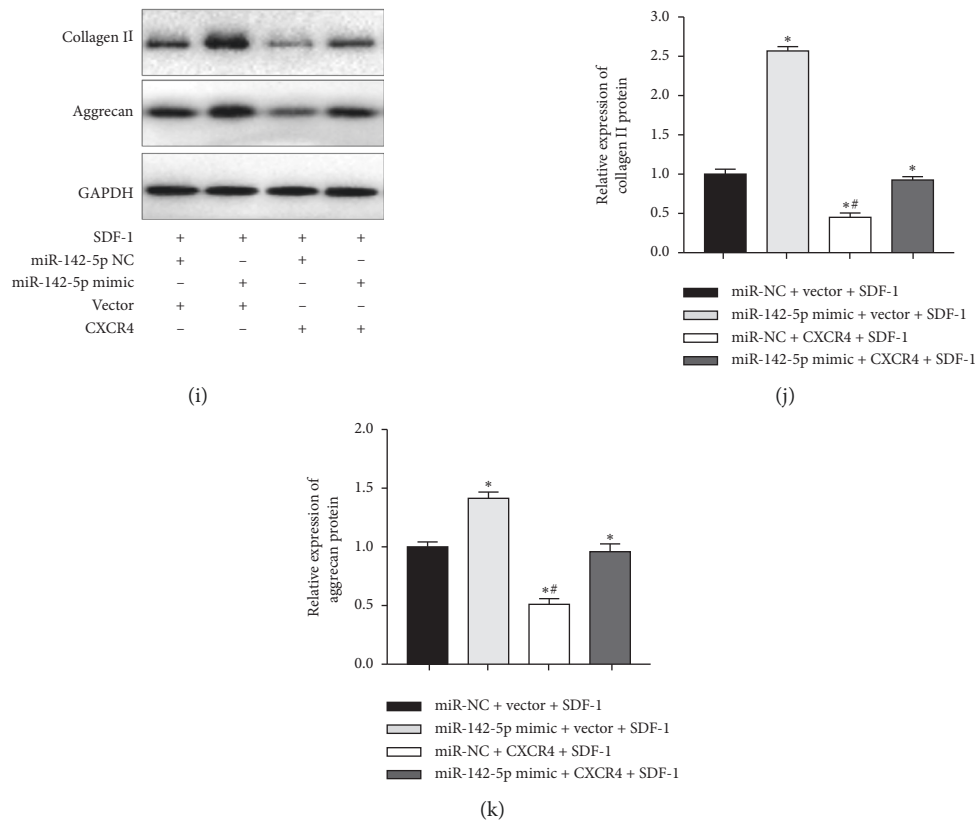 Collagen II
Aggrecan
GAPDH
SDF-1 + + + +
miR-142-5p NC + – + –
miR-142-5p mimic – + – +
Vector + + – –
CXCR4 – – + +
(i)
3.0
2.5
2.0
1.5
1.0
0.5
0.0
Relative expression of
collagen II protein
*
*#
*
miR-NC + vector + SDF-1
miR-142-5p mimic + vector + SDF-1
miR-NC + CXCR4 + SDF-1
miR-142-5p mimic + CXCR4 + SDF-1
(j)
2.0
1.5
1.0
0.5
0.0
Relative expression of
aggrecan protein
*
*#
*
miR-NC + vector + SDF-1
miR-142-5p mimic + vector + SDF-1
miR-NC + CXCR4 + SDF-1
miR-142-5p mimic + CXCR4 + SDF-1
(k)